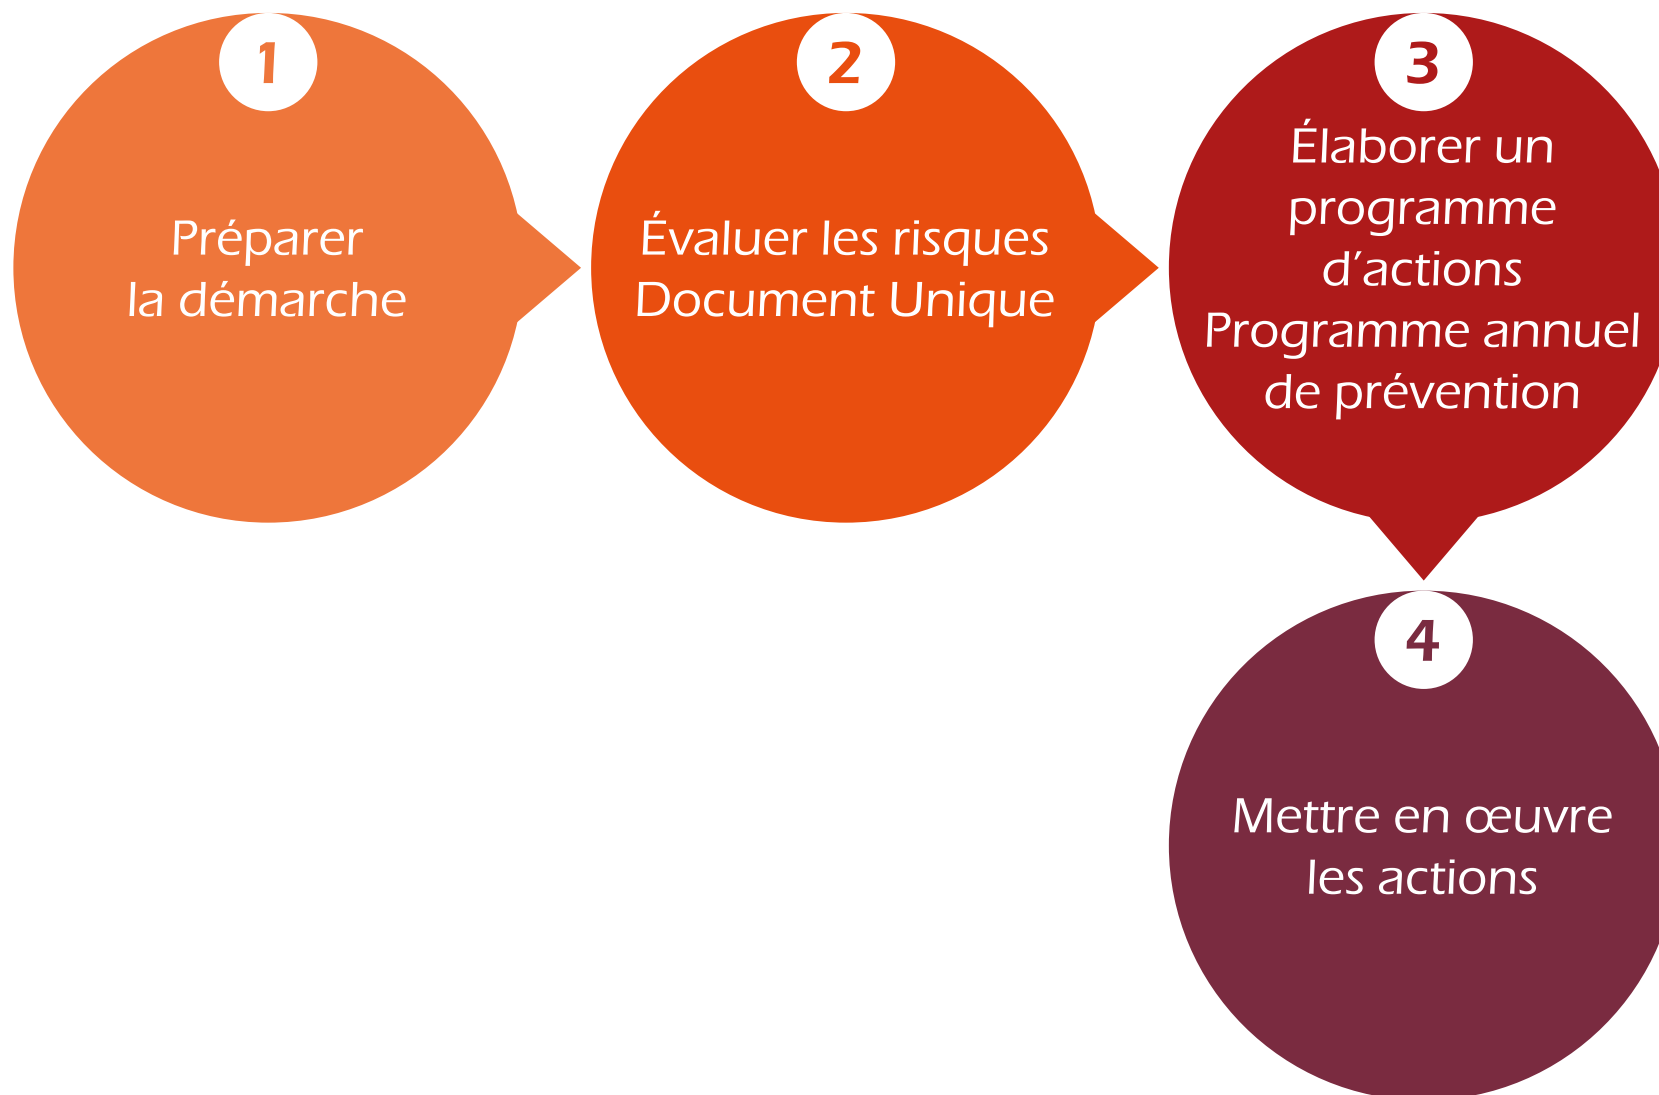 1
Préparer
la démarche
2
Évaluer les risques
Document Unique
3
Élaborer un
programme
d’actions
Programme annuel
de prévention
4
Mettre en œuvre
les actions